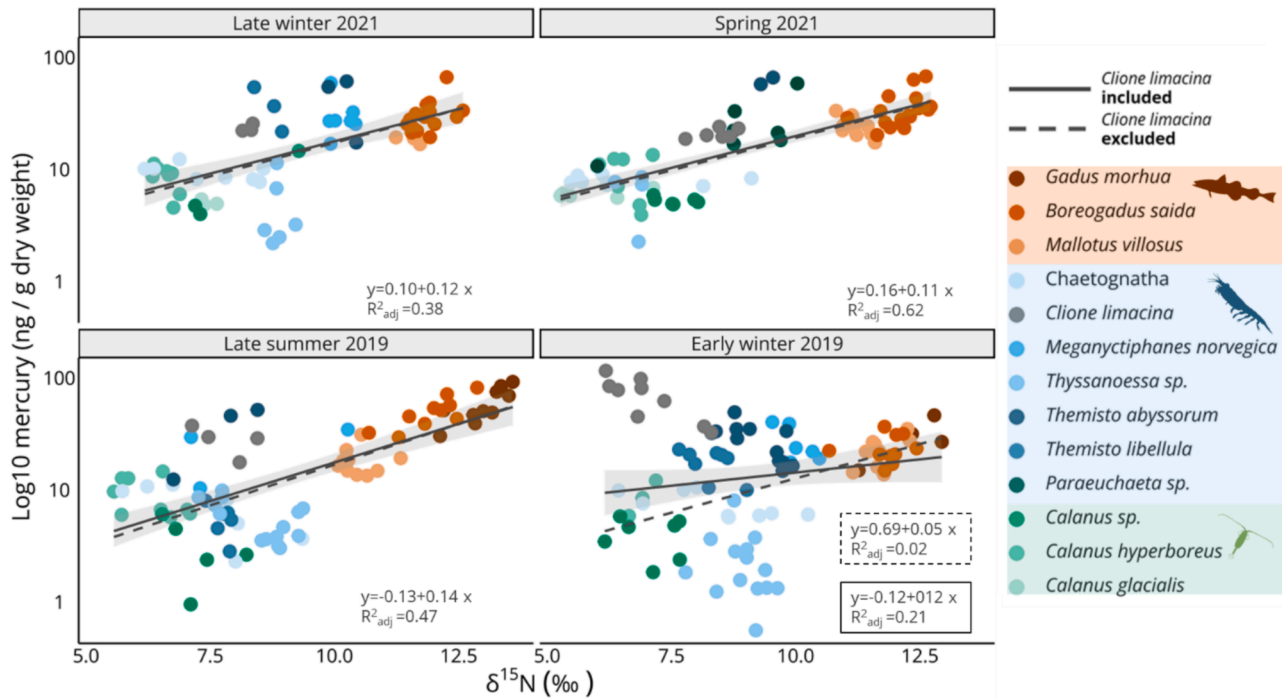 Late winter 2021
Spring 2021
100
10
1
y=0.10+0.12 x
R²adj =0.38
y=0.16+0.11 x
R²adj =0.62
Late summer 2019
Early winter 2019
100
10
1
y=-0.13+0.14 x
R²adj =0.47
y=0.69+0.05 x
R²adj =0.02
y=-0.12+012 x
R²adj =0.21
5.0 7.5 10.0 12.5 5.0 7.5 10.0 12.5
δ¹⁵N (‰)
Log10 mercury (ng / g dry weight)
Clione limacina
included
Clione limacina
excluded
Gadus morhua
Boreogadus saida
Mallotus villosus
Chaetognatha
Clione limacina
Meganyctiphanes norvegica
Thyssanoessa sp.
Themisto abyssorum
Themisto libellula
Paraeuchaeta sp.
Calanus sp.
Calanus hyperboreus
Calanus glacialis